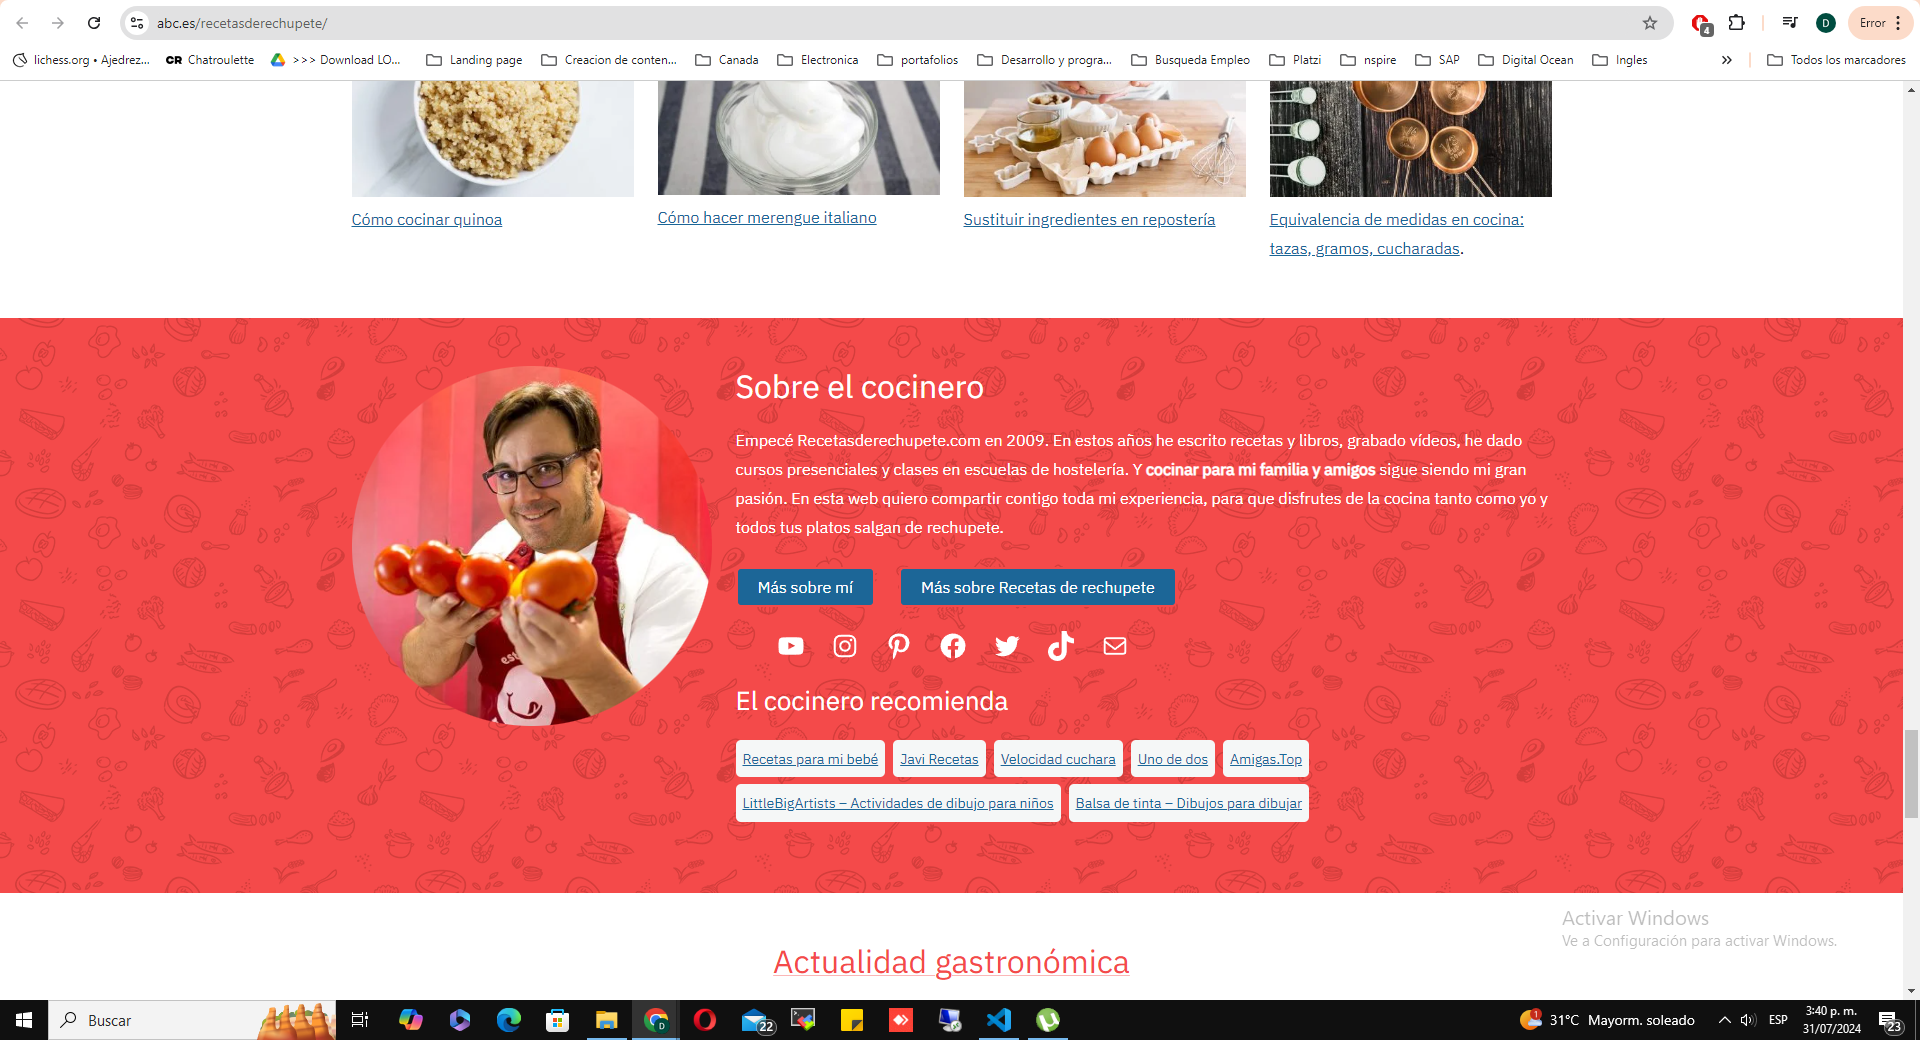 abc.es/recetasderechupete/
4
D
Error
lichess.org • Ajedrez...
CR Chatroulette
>>> Download LO...
Landing page
Creacion de conten...
Canada
Electronica
portafolios
Desarrollo y progra...
Busqueda Empleo
Platzi
nspire
SAP
Digital Ocean
Ingles
»
Todos los marcadores
Cómo cocinar quinoa
Cómo hacer merengue italiano
Sustituir ingredientes en repostería
Equivalencia de medidas en cocina:
tazas, gramos, cucharadas.
Sobre el cocinero
Empecé Recetasderechupete.com en 2009. En estos años he escrito recetas y libros, grabado vídeos, he dado
cursos presenciales y clases en escuelas de hostelería. Y cocinar para mi familia y amigos sigue siendo mi gran
pasión. En esta web quiero compartir contigo toda mi experiencia, para que disfrutes de la cocina tanto como yo y
todos tus platos salgan de rechupete.
Más sobre mí
Más sobre Recetas de rechupete
El cocinero recomienda
Recetas para mi bebé
Javi Recetas
Velocidad cuchara
Uno de dos
Amigas.Top
LittleBigArtists – Actividades de dibujo para niños
Balsa de tinta – Dibujos para dibujar
Activar Windows
Ve a Configuración para activar Windows.
Actualidad gastronómica
Buscar
D
22
1
31°C Mayorm. soleado
ESP
3:40 p. m.
31/07/2024
23